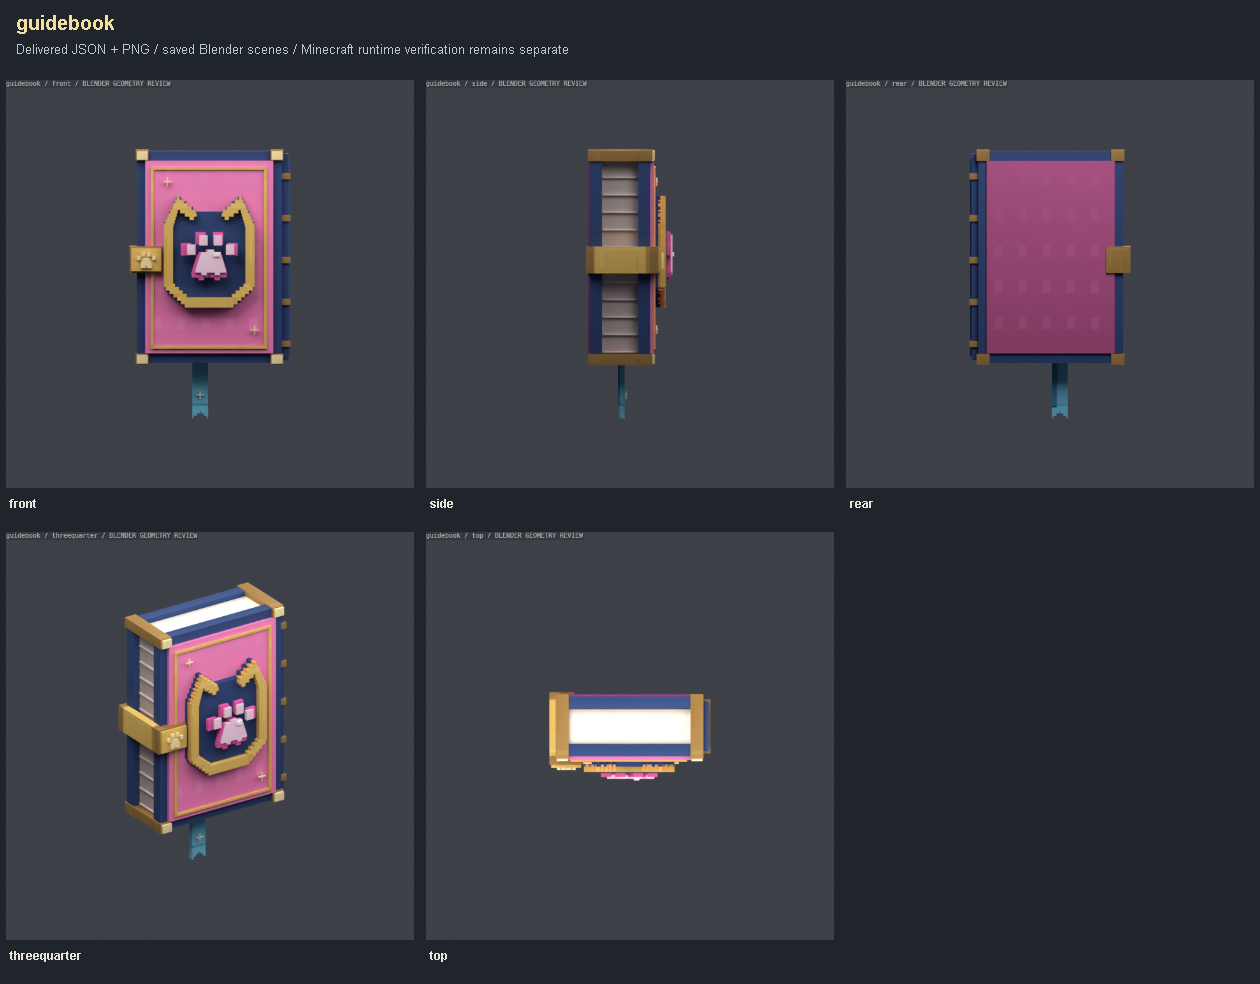 guidebook
Delivered JSON + PNG / saved Blender scenes / Minecraft runtime verification remains separate
guidebook / front / BLENDER GEOMETRY REVIEW
guidebook / side / BLENDER GEOMETRY REVIEW
guidebook / rear / BLENDER GEOMETRY REVIEW
front
side
rear
guidebook / threequarter / BLENDER GEOMETRY REVIEW
guidebook / top / BLENDER GEOMETRY REVIEW
threequarter
top